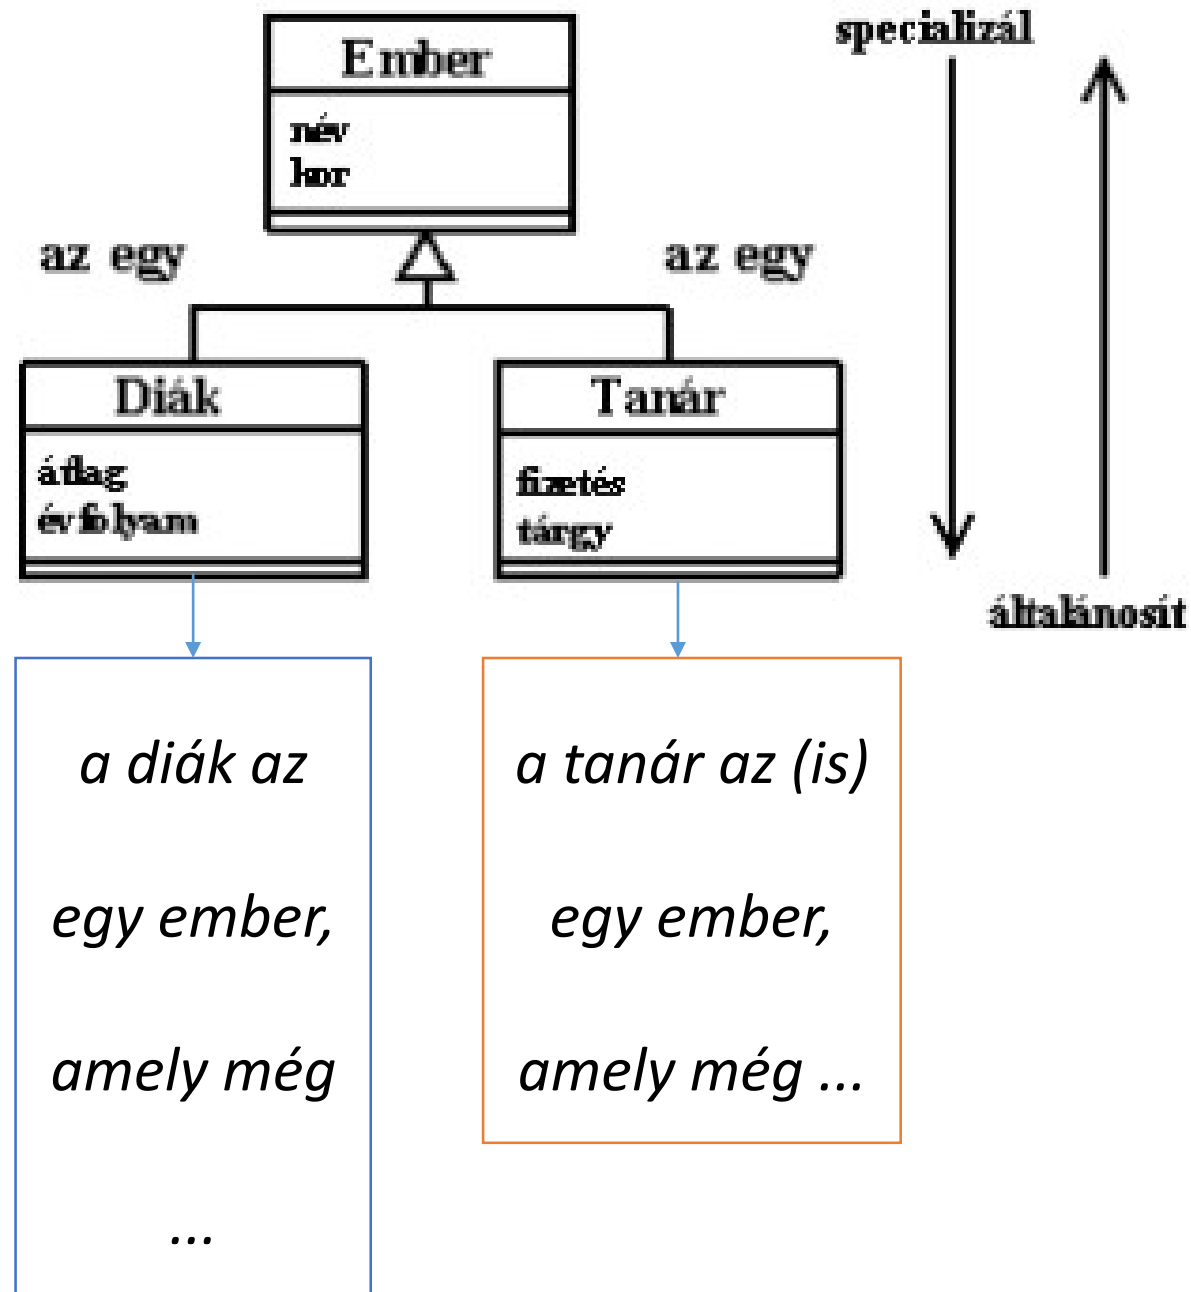 specializál
Ember
név
kor
az egy
az egy
Diák
átlag
évfolyam
Tanár
fizetés
tárgy
általánosít
a diák az
egy ember,
amely még
...
a tanár az (is)
egy ember,
amely még ...